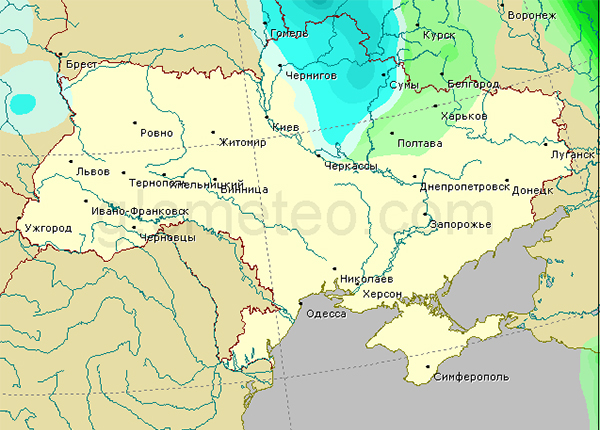 Воронеж
Гомель
Курск
Брест
Чернигов
Сумы
Белгород
Харьков
Ровно
Киев
Житомир
Полтава
Луганск
Черкассы
Львов
Тернополь
Хмельницкий
Винница
Днепропетровск
Донецк
Ивано-Франковск
gismeteo.com
Ужгород
Черновцы
Запорожье
Николаев
Херсон
Одесса
Симферополь